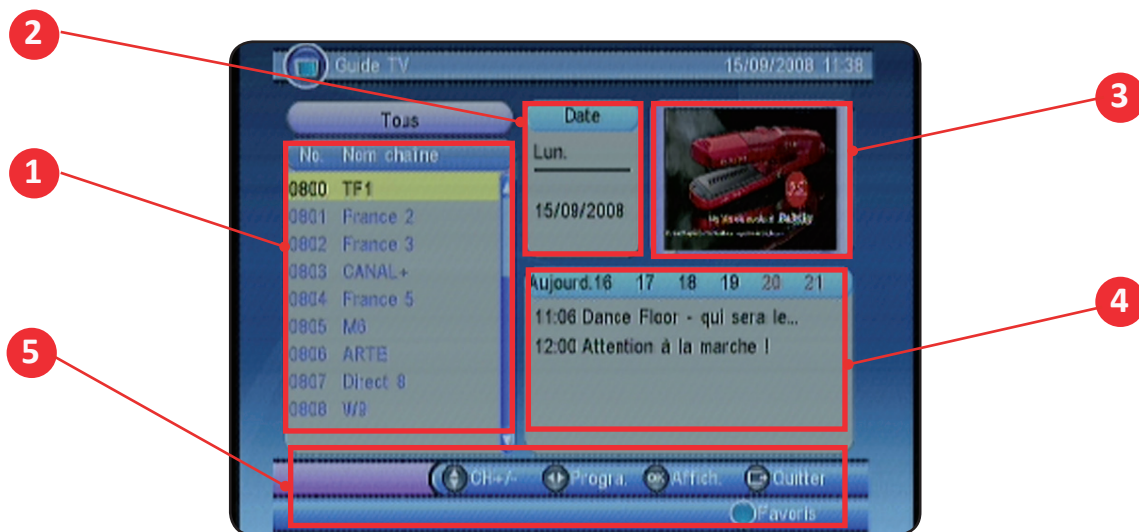 2
3
1
4
5
Guide TV 15/09/2008 11:38
Tous
Date
No. Nom chaîne
Lun.
0800 TF1
0801 France 2
0802 France 3
0803 CANAL+
0804 France 5
0805 M6
0806 ARTE
0807 Direct 8
0808 W9
15/09/2008
Aujourd. 16 17 18 19 20 21
11:06 Dance Floor - qui sera le...
12:00 Attention à la marche !
CH+/- Progra. OK Affich. Quitter
Favoris